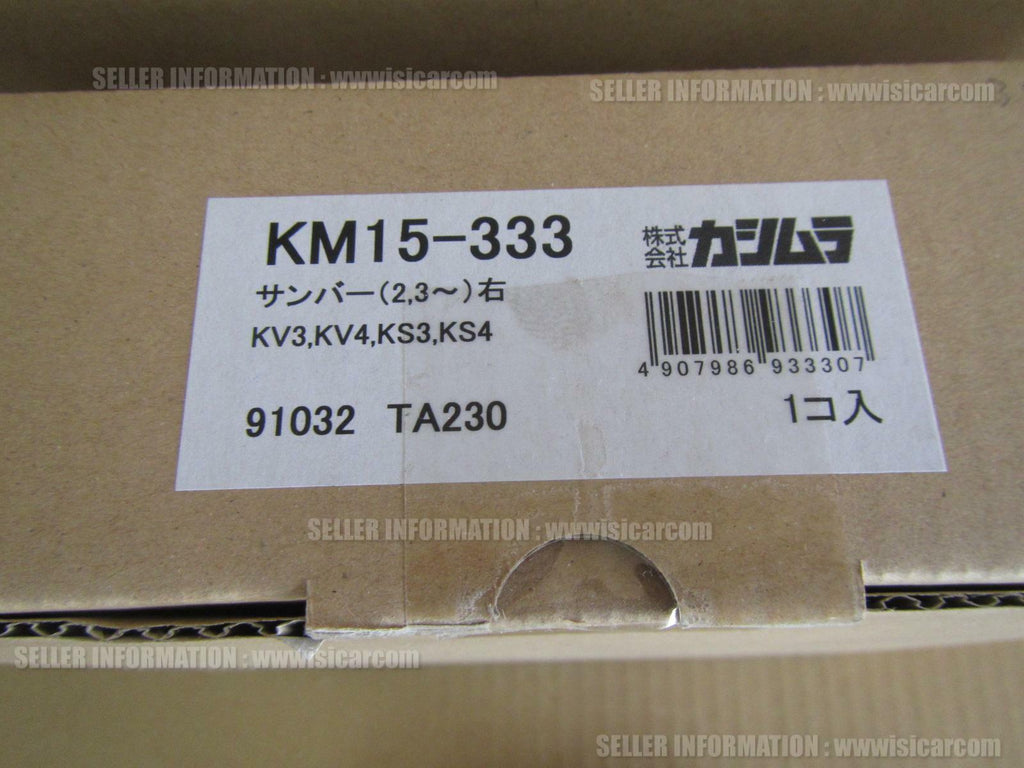 SELLER INFORMATION : wwwisicarcom
SELLER INFORMATION : wwwisicarcom
KM15-333
株式会社カシムラ
サンバー(2,3～)右
KV3,KV4,KS3,KS4
4 907986 933307
91032 TA230
1コ入
SELLER INFORMATION : wwwisicarcom
SELLER INFORMATION : wwwisicarcom
SELLER INFORMATION : wwwisicarcom